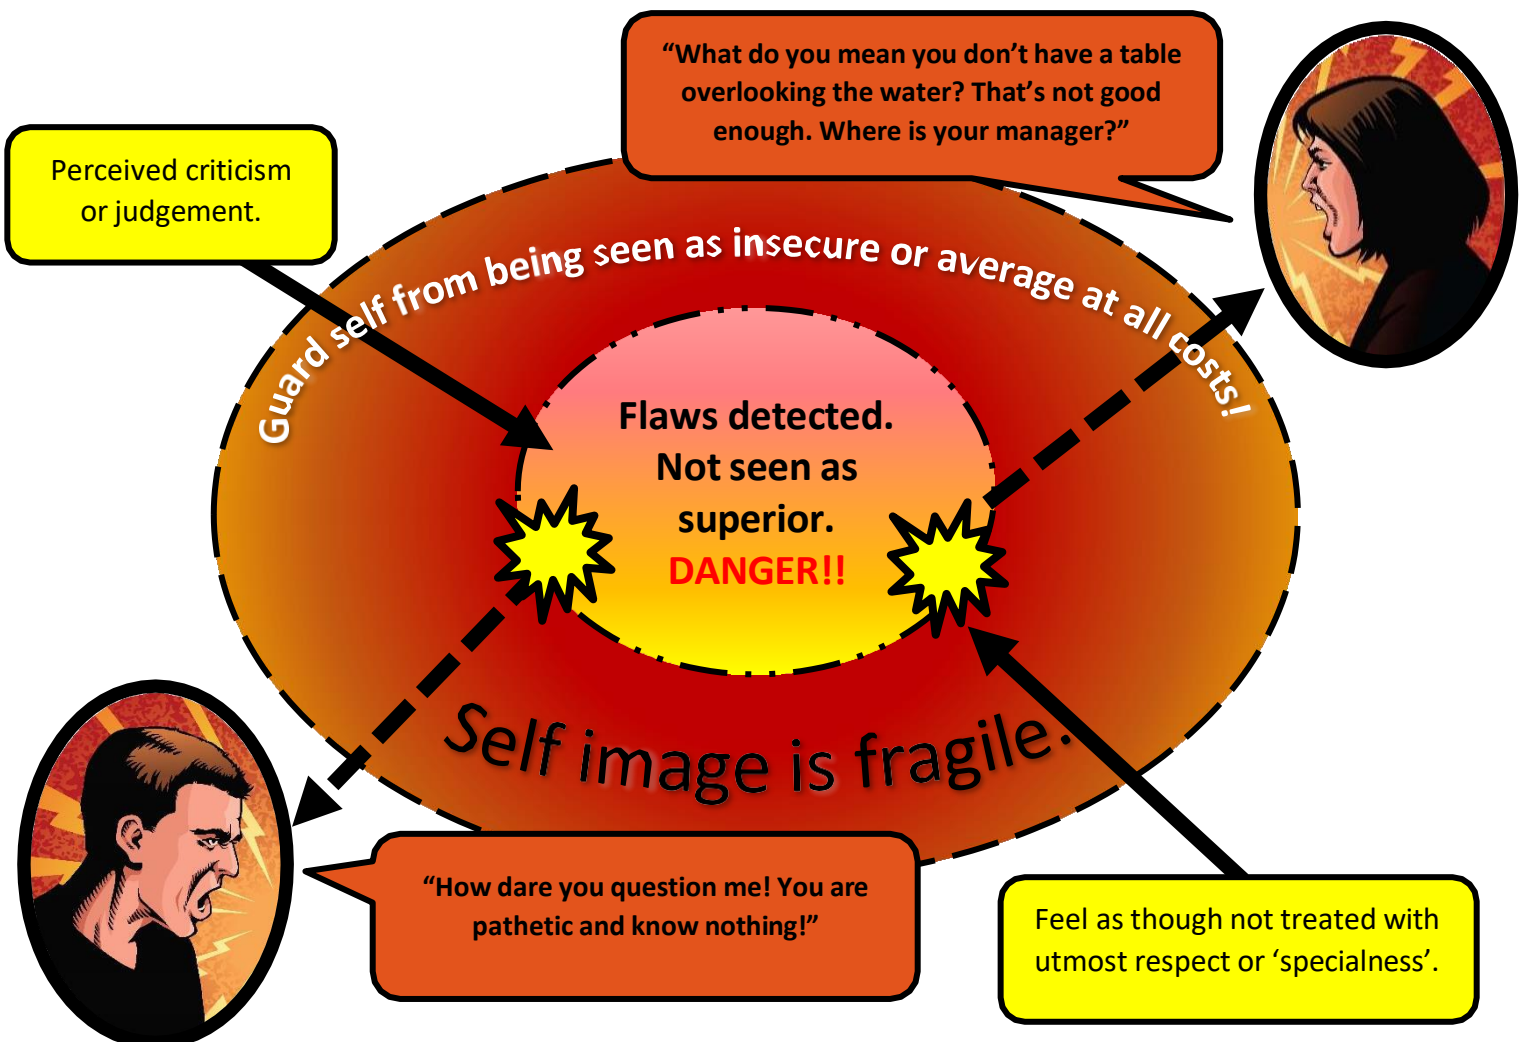 “What do you mean you don’t have a table
overlooking the water? That’s not good
enough. Where is your manager?”
Perceived criticism
or judgement.
Guard self from being seen as insecure or average at all costs!
Flaws detected.
Not seen as
superior.
DANGER!!
Self image is fragile.
“How dare you question me! You are
pathetic and know nothing!”
Feel as though not treated with
utmost respect or ‘specialness’.